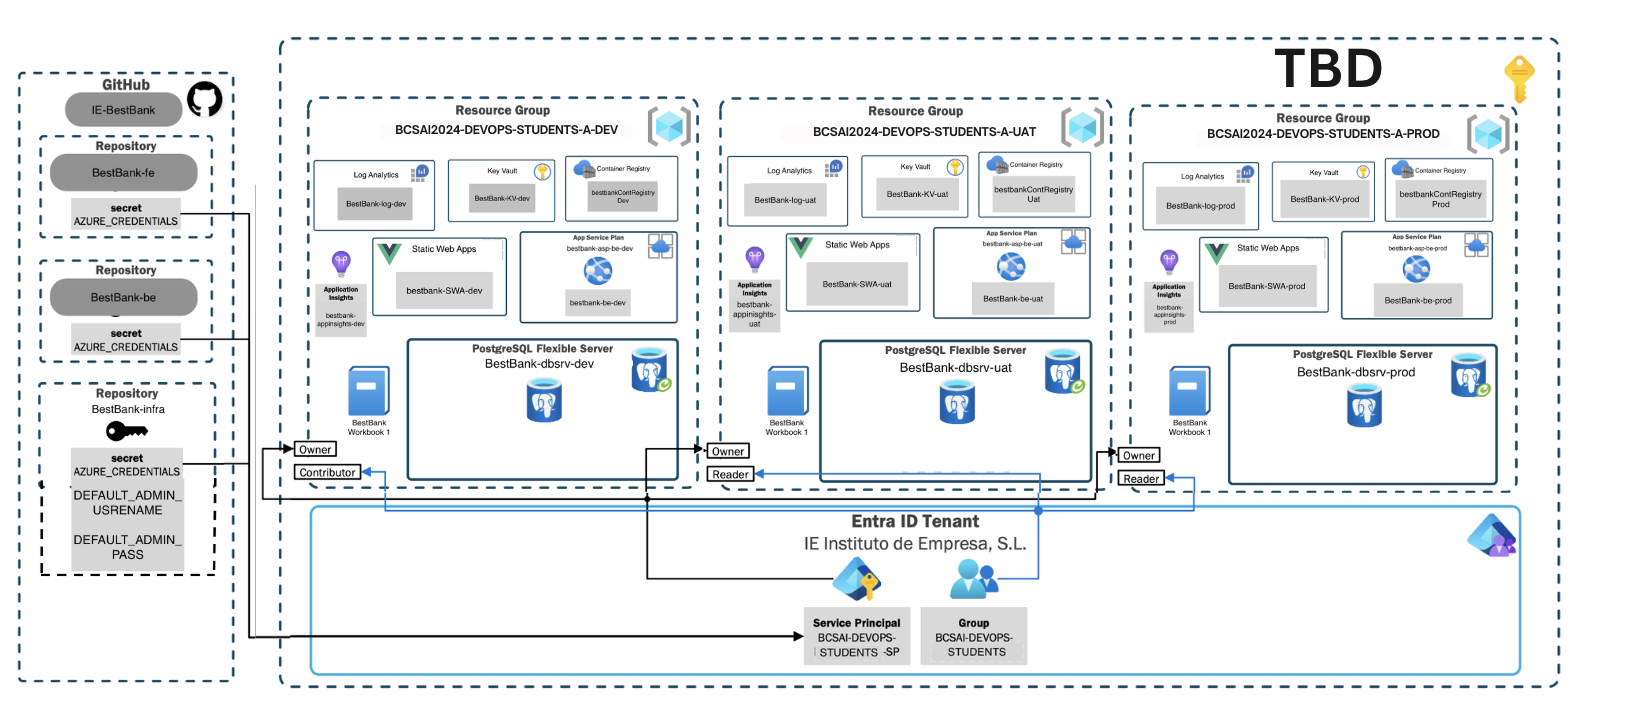 TBD
GitHub
IE-BestBank
Repository
BestBank-fe
secret
AZURE_CREDENTIALS
Repository
BestBank-be
secret
AZURE_CREDENTIALS
Repository
BestBank-infra
secret
AZURE_CREDENTIALS
DEFAULT_ADMIN_
USRENAME
DEFAULT_ADMIN_
PASS
Resource Group
BCSAI2024-DEVOPS-STUDENTS-A-DEV
Log Analytics
BestBank-log-dev
Key Vault
BestBank-KV-dev
Container Registry
bestbankContRegistry
Dev
Application
Insights
bestbank-
appinsights-dev
Static Web Apps
bestbank-SWA-dev
App Service Plan
bestbank-asp-be-dev
bestbank-be-dev
PostgreSQL Flexible Server
BestBank-dbsrv-dev
BestBank
Workbook 1
Owner
Contributor
Resource Group
BCSAI2024-DEVOPS-STUDENTS-A-UAT
Log Analytics
BestBank-log-uat
Key Vault
BestBank-KV-uat
Container Registry
bestbankContRegistry
Uat
Application
Insights
bestbank-
appinisghts-
uat
Static Web Apps
BestBank-SWA-uat
App Service Plan
bestbank-asp-be-uat
BestBank-be-uat
PostgreSQL Flexible Server
BestBank-dbsrv-uat
BestBank
Workbook 1
Owner
Reader
Resource Group
BCSAI2024-DEVOPS-STUDENTS-A-PROD
Log Analytics
BestBank-log-prod
Key Vault
BestBank-KV-prod
Container Registry
bestbankContRegistry
Prod
Application
Insights
bestbank-
appinsights-
prod
Static Web Apps
BestBank-SWA-prod
App Service Plan
bestbank-asp-be-prod
BestBank-be-prod
PostgreSQL Flexible Server
BestBank-dbsrv-prod
BestBank
Workbook 1
Owner
Reader
Entra ID Tenant
IE Instituto de Empresa, S.L.
Service Principal
BCSAI-DEVOPS-
STUDENTS -SP
Group
BCSAI-DEVOPS-
STUDENTS